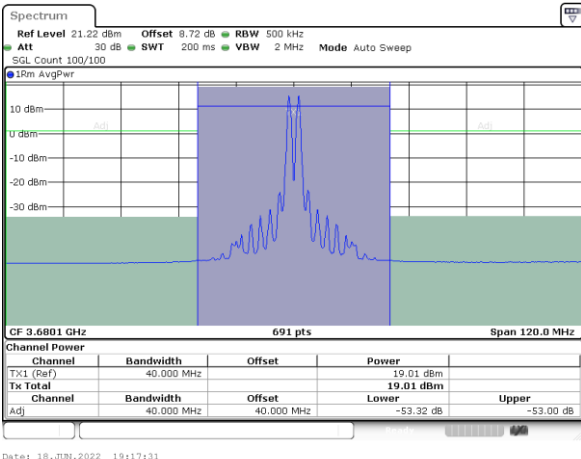 Spectrum
Ref Level 21.22 dBm Offset 8.72 dB RBW 500 kHz
Att 30 dB SWT 200 ms VBW 2 MHz Mode Auto Sweep
SGL Count 100/100
1Rm AvgPwr
10 dBm
Adj Adj
0 dBm
-10 dBm
-20 dBm
-30 dBm
CF 3.6801 GHz 691 pts Span 120.0 MHz
Channel Power
Channel Bandwidth Offset Power
TX1 (Ref) 40.000 MHz 19.01 dBm
Tx Total 19.01 dBm
Channel Bandwidth Offset Lower Upper
Adj 40.000 MHz 40.000 MHz -53.32 dB -53.00 dB
Ready
Date: 18.JUN.2022 19:17:31